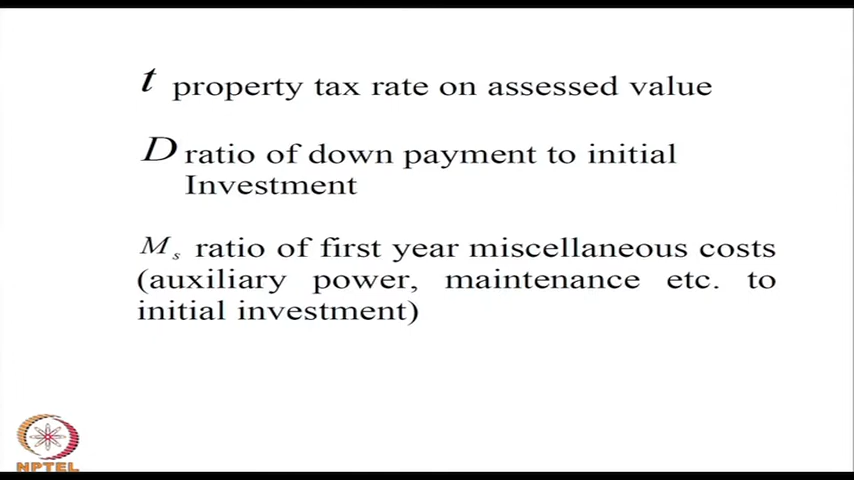 t property tax rate on assessed value
D ratio of down payment to initial
Investment
Ms ratio of first year miscellaneous costs
(auxiliary power, maintenance etc. to
initial investment)
NPTEL